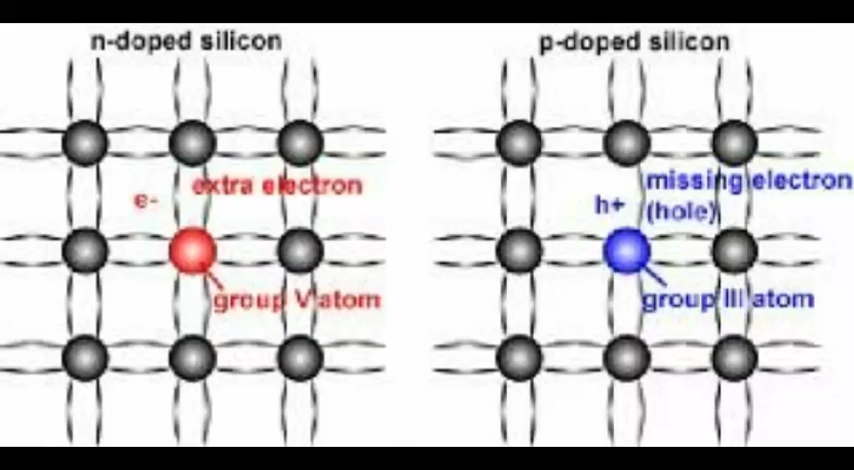 n-doped silicon
e-
extra electron
group V atom
p-doped silicon
h+
missing electron
(hole)
group III atom